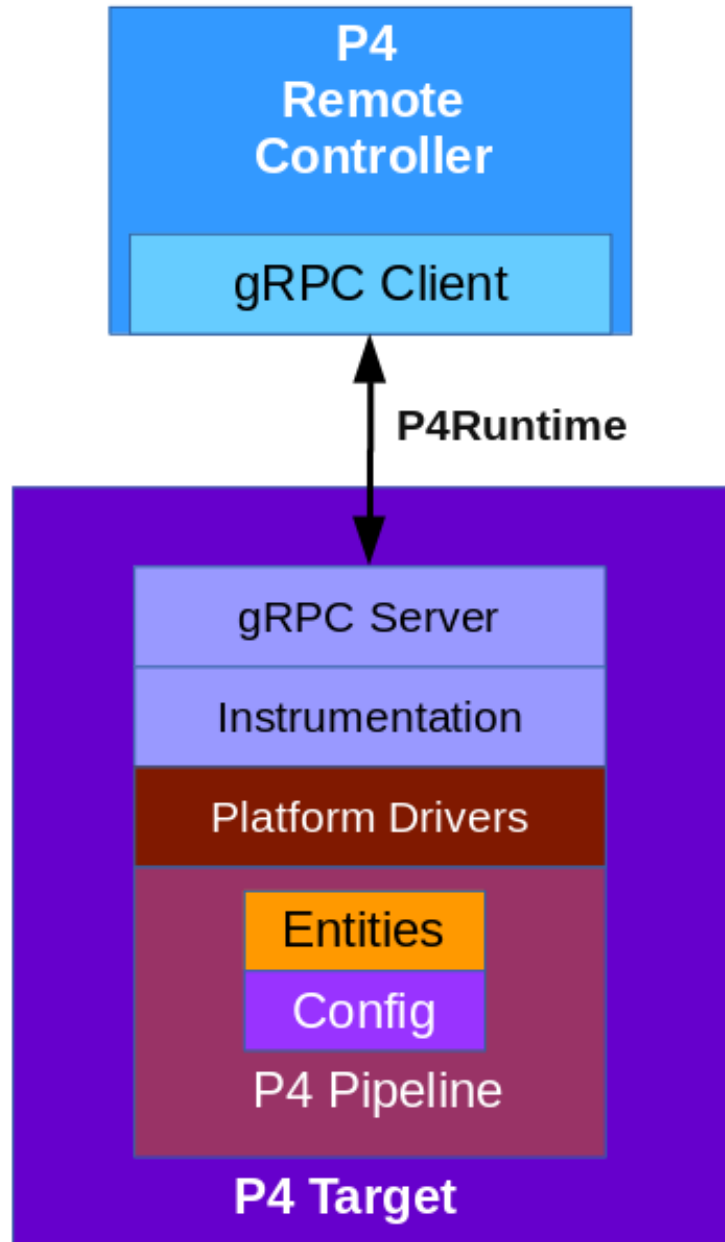 P4
Remote
Controller
gRPC Client
P4Runtime
gRPC Server
Instrumentation
Platform Drivers
Entities
Config
P4 Pipeline
P4 Target